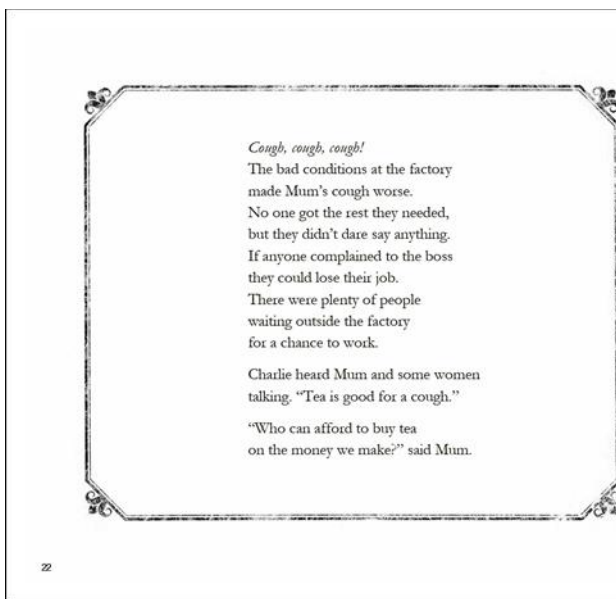 Cough, cough, cough!
The bad conditions at the factory
made Mum’s cough worse.
No one got the rest they needed,
but they didn’t dare say anything.
If anyone complained to the boss
they could lose their job.
There were plenty of people
waiting outside the factory
for a chance to work.
Charlie heard Mum and some women
talking. “Tea is good for a cough.”
“Who can afford to buy tea
on the money we make?” said Mum.
22